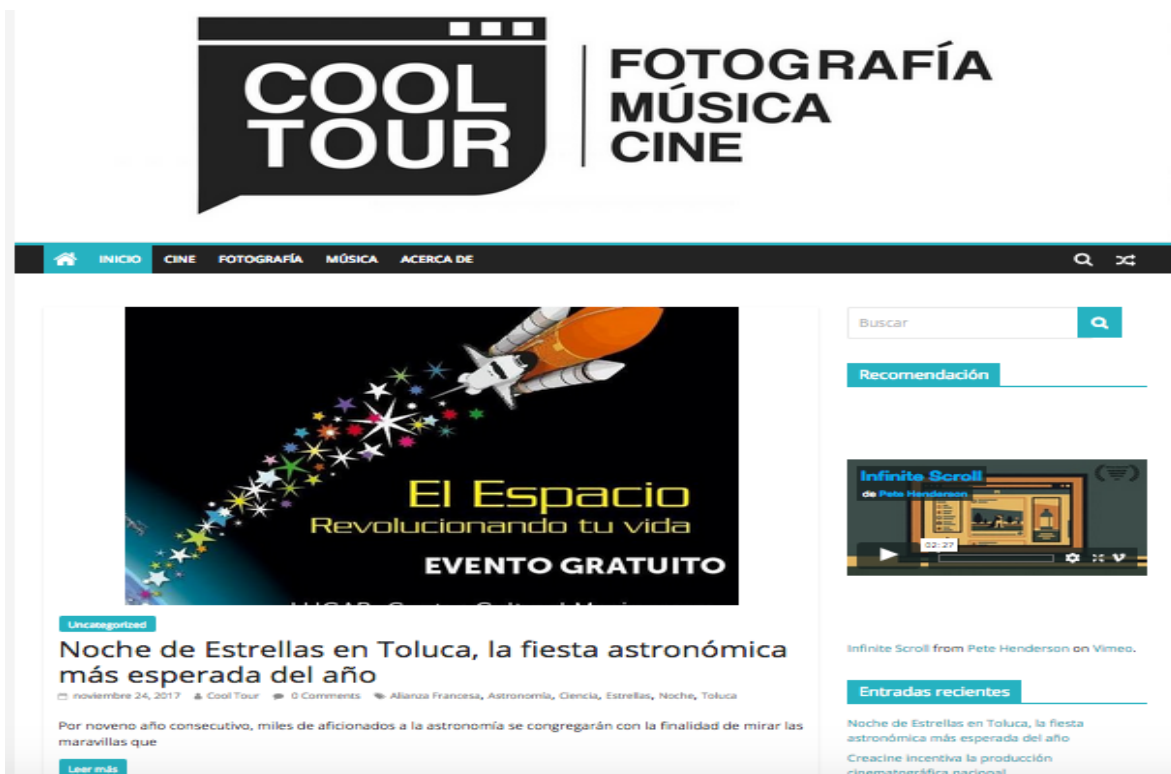 COOL
TOUR
FOTOGRAFÍA
MÚSICA
CINE
INICIO CINE FOTOGRAFÍA MÚSICA ACERCA DE
El Espacio
Revolucionando tu vida
EVENTO GRATUITO
Uncategorized
Noche de Estrellas en Toluca, la fiesta astronómica
más esperada del año
noviembre 24, 2017 Cool Tour 0 Comments Alianza Francesa, Astronomía, Ciencia, Estrellas, Noche, Toluca
Por noveno año consecutivo, miles de aficionados a la astronomía se congregarán con la finalidad de mirar las
maravillas que
Leer más
Buscar
Recomendación
Infinite Scroll
de Pete Henderson
02:27
Infinite Scroll from Pete Henderson on Vimeo.
Entradas recientes
Noche de Estrellas en Toluca, la fiesta
astronómica más esperada del año
Creacine incentiva la producción
cinematográfica nacional